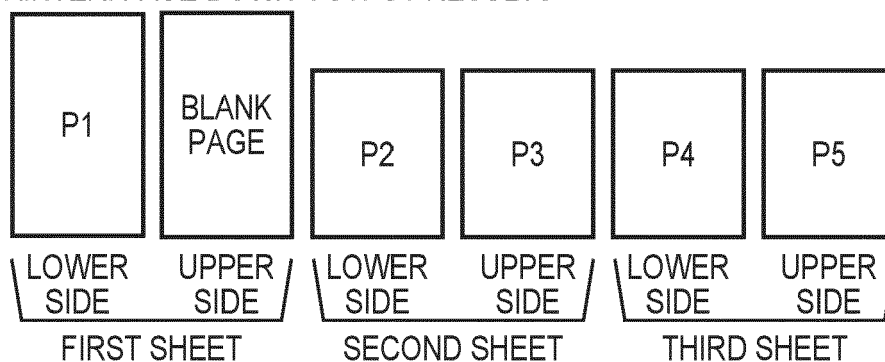 P1
BLANK
PAGE
P2
P3
P4
P5
LOWER
SIDE
UPPER
SIDE
LOWER
SIDE
UPPER
SIDE
LOWER
SIDE
UPPER
SIDE
FIRST SHEET
SECOND SHEET
THIRD SHEET